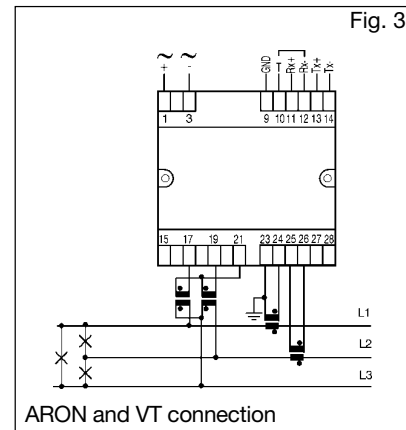 Fig. 3
~ ~
+ -
GND T Rx+ Rx- Tx+ Tx-
1 3 9 10 11 12 13 14
15 17 19 21 23 24 25 26 27 28
L1
L2
L3
ARON and VT connection